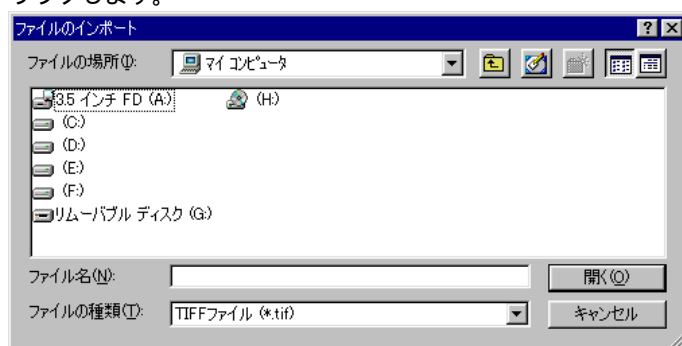 クリックします。
ファイルのインポート
ファイルの場所(I):
マイ コンピュータ
3.5 インチ FD (A:)
(H:)
(C:)
(D:)
(E:)
(F:)
リムーバブル ディスク (G:)
ファイル名(N):
開く(O)
ファイルの種類(T):
TIFFファイル (*.tif)
キャンセル